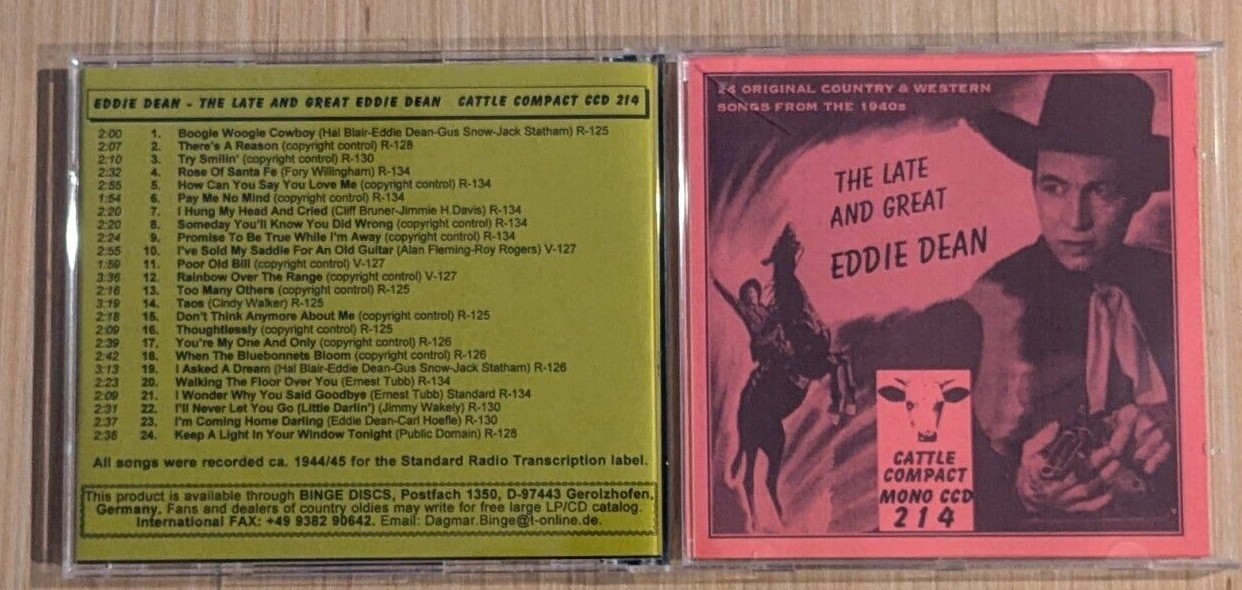 EDDIE DEAN - THE LATE AND GREAT EDDIE DEAN CATTLE COMPACT CCD 214
2:00 1. Boogie Woogie Cowboy (Hal Blair-Eddie Dean-Gus Snow-Jack Statham) R-125
2:07 2. There's A Reason (copyright control) R-128
2:10 3. Try Smilin' (copyright control) R-130
2:32 4. Rose Of Santa Fe (Fory Willingham) R-134
2:55 5. How Can You Say You Love Me (copyright control) R-134
1:54 6. Pay Me No Mind (copyright control) R-134
2:20 7. I Hung My Head And Cried (Cliff Bruner-Jimmie H.Davis) R-134
2:20 8. Someday You'll Know You Did Wrong (copyright control) R-134
2:24 9. Promise To Be True While I'm Away (copyright control) R-134
2:55 10. I've Sold My Saddle For An Old Guitar (Alan Fleming-Roy Rogers) V-127
1:59 11. Poor Old Bill (copyright control) V-127
3:36 12. Rainbow Over The Range (copyright control) V-127
2:16 13. Too Many Others (copyright control) R-125
3:19 14. Taos (Cindy Walker) R-125
2:18 15. Don't Think Anymore About Me (copyright control) R-125
2:09 16. Thoughtlessly (copyright control) R-125
2:39 17. You're My One And Only (copyright control) R-126
2:42 18. When The Bluebonnets Bloom (copyright control) R-126
3:13 19. I Asked A Dream (Hal Blair-Eddie Dean-Gus Snow-Jack Statham) R-126
2:23 20. Walking The Floor Over You (Ernest Tubb) R-134
2:09 21. I Wonder Why You Said Goodbye (Ernest Tubb) Standard R-134
2:31 22. I'll Never Let You Go (Little Darlin') (Jimmy Wakely) R-130
2:37 23. I'm Coming Home Darling (Eddie Dean-Carl Hoefle) R-130
2:38 24. Keep A Light In Your Window Tonight (Public Domain) R-128
All songs were recorded ca. 1944/45 for the Standard Radio Transcription label.
This product is available through BINGE DISCS, Postfach 1350, D-97443 Gerolzhofen,
Germany. Fans and dealers of country oldies may write for free large LP/CD catalog.
International FAX: +49 9382 90642. Email: Dagmar.Binge@t-online.de.
24 ORIGINAL COUNTRY & WESTERN
SONGS FROM THE 1940s
THE LATE
AND GREAT
EDDIE DEAN
CATTLE
COMPACT
MONO CCD
214